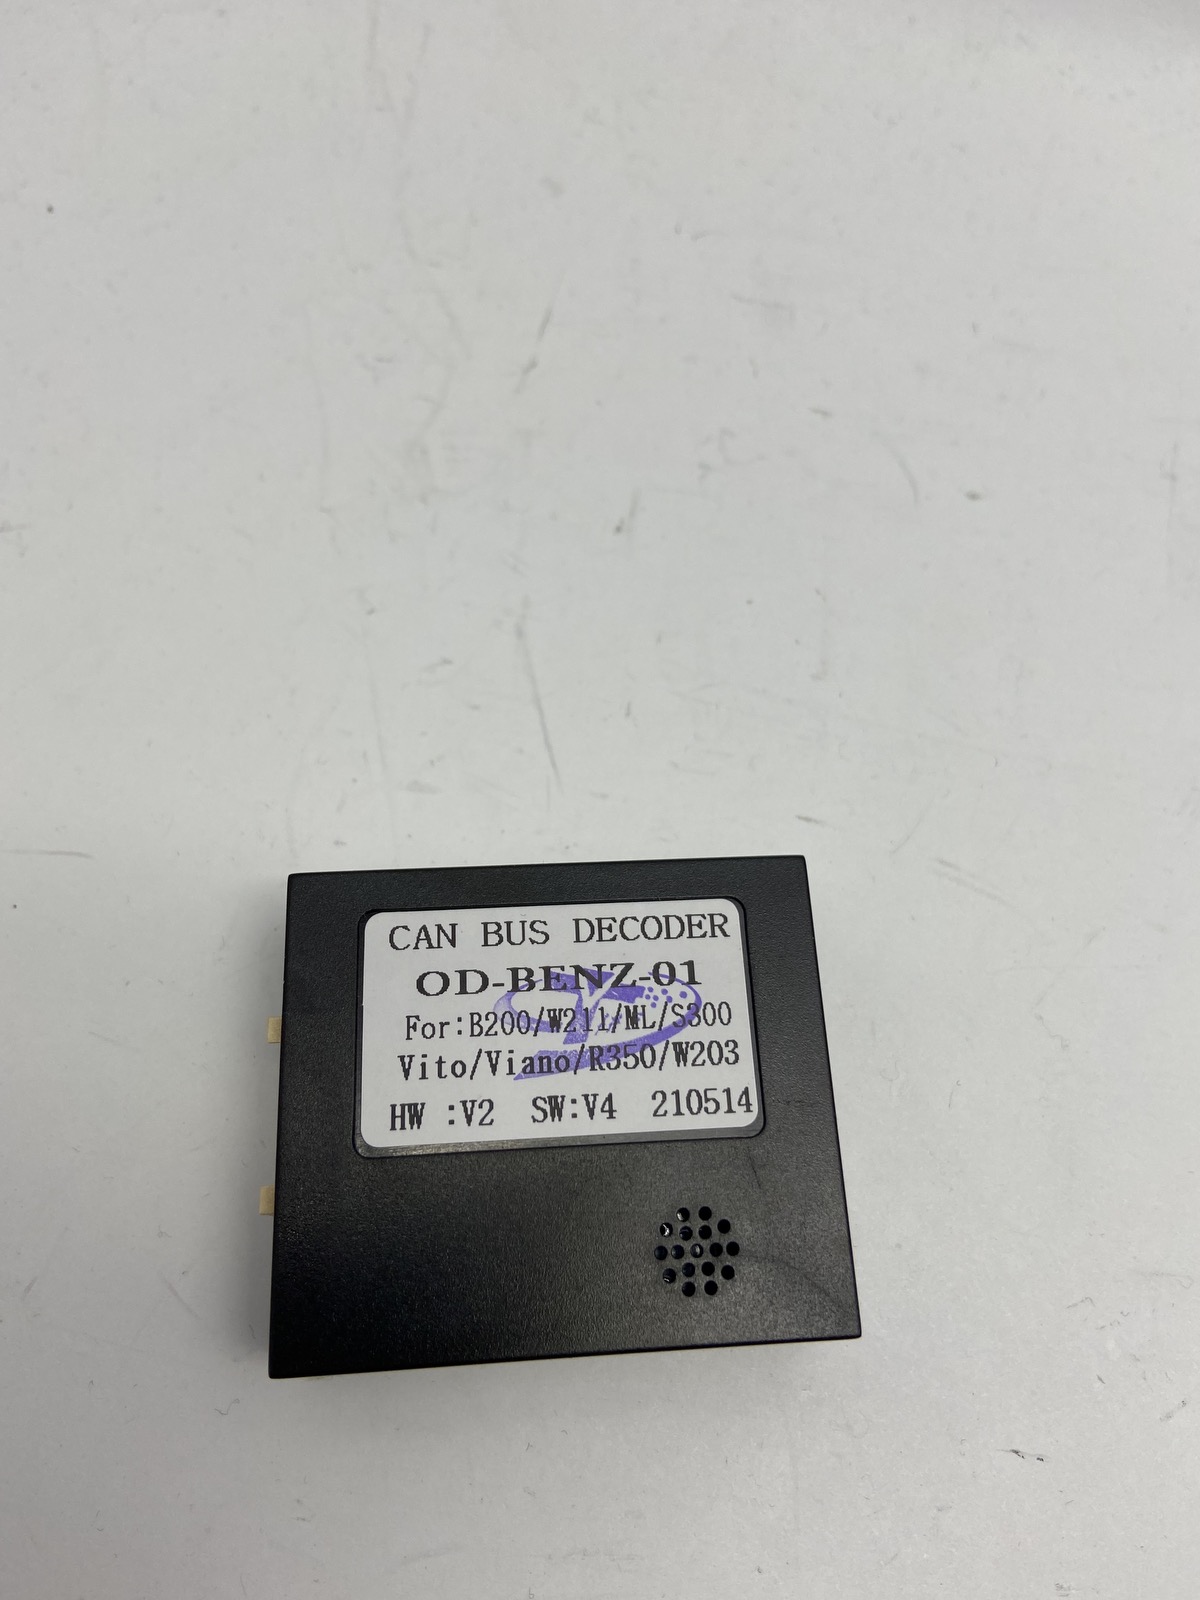 CAN BUS DECODER
OD-BENZ-01
For:B200/W211/ML/S300
Vito/Viano/R350/W203
HW :V2 SW:V4 210514